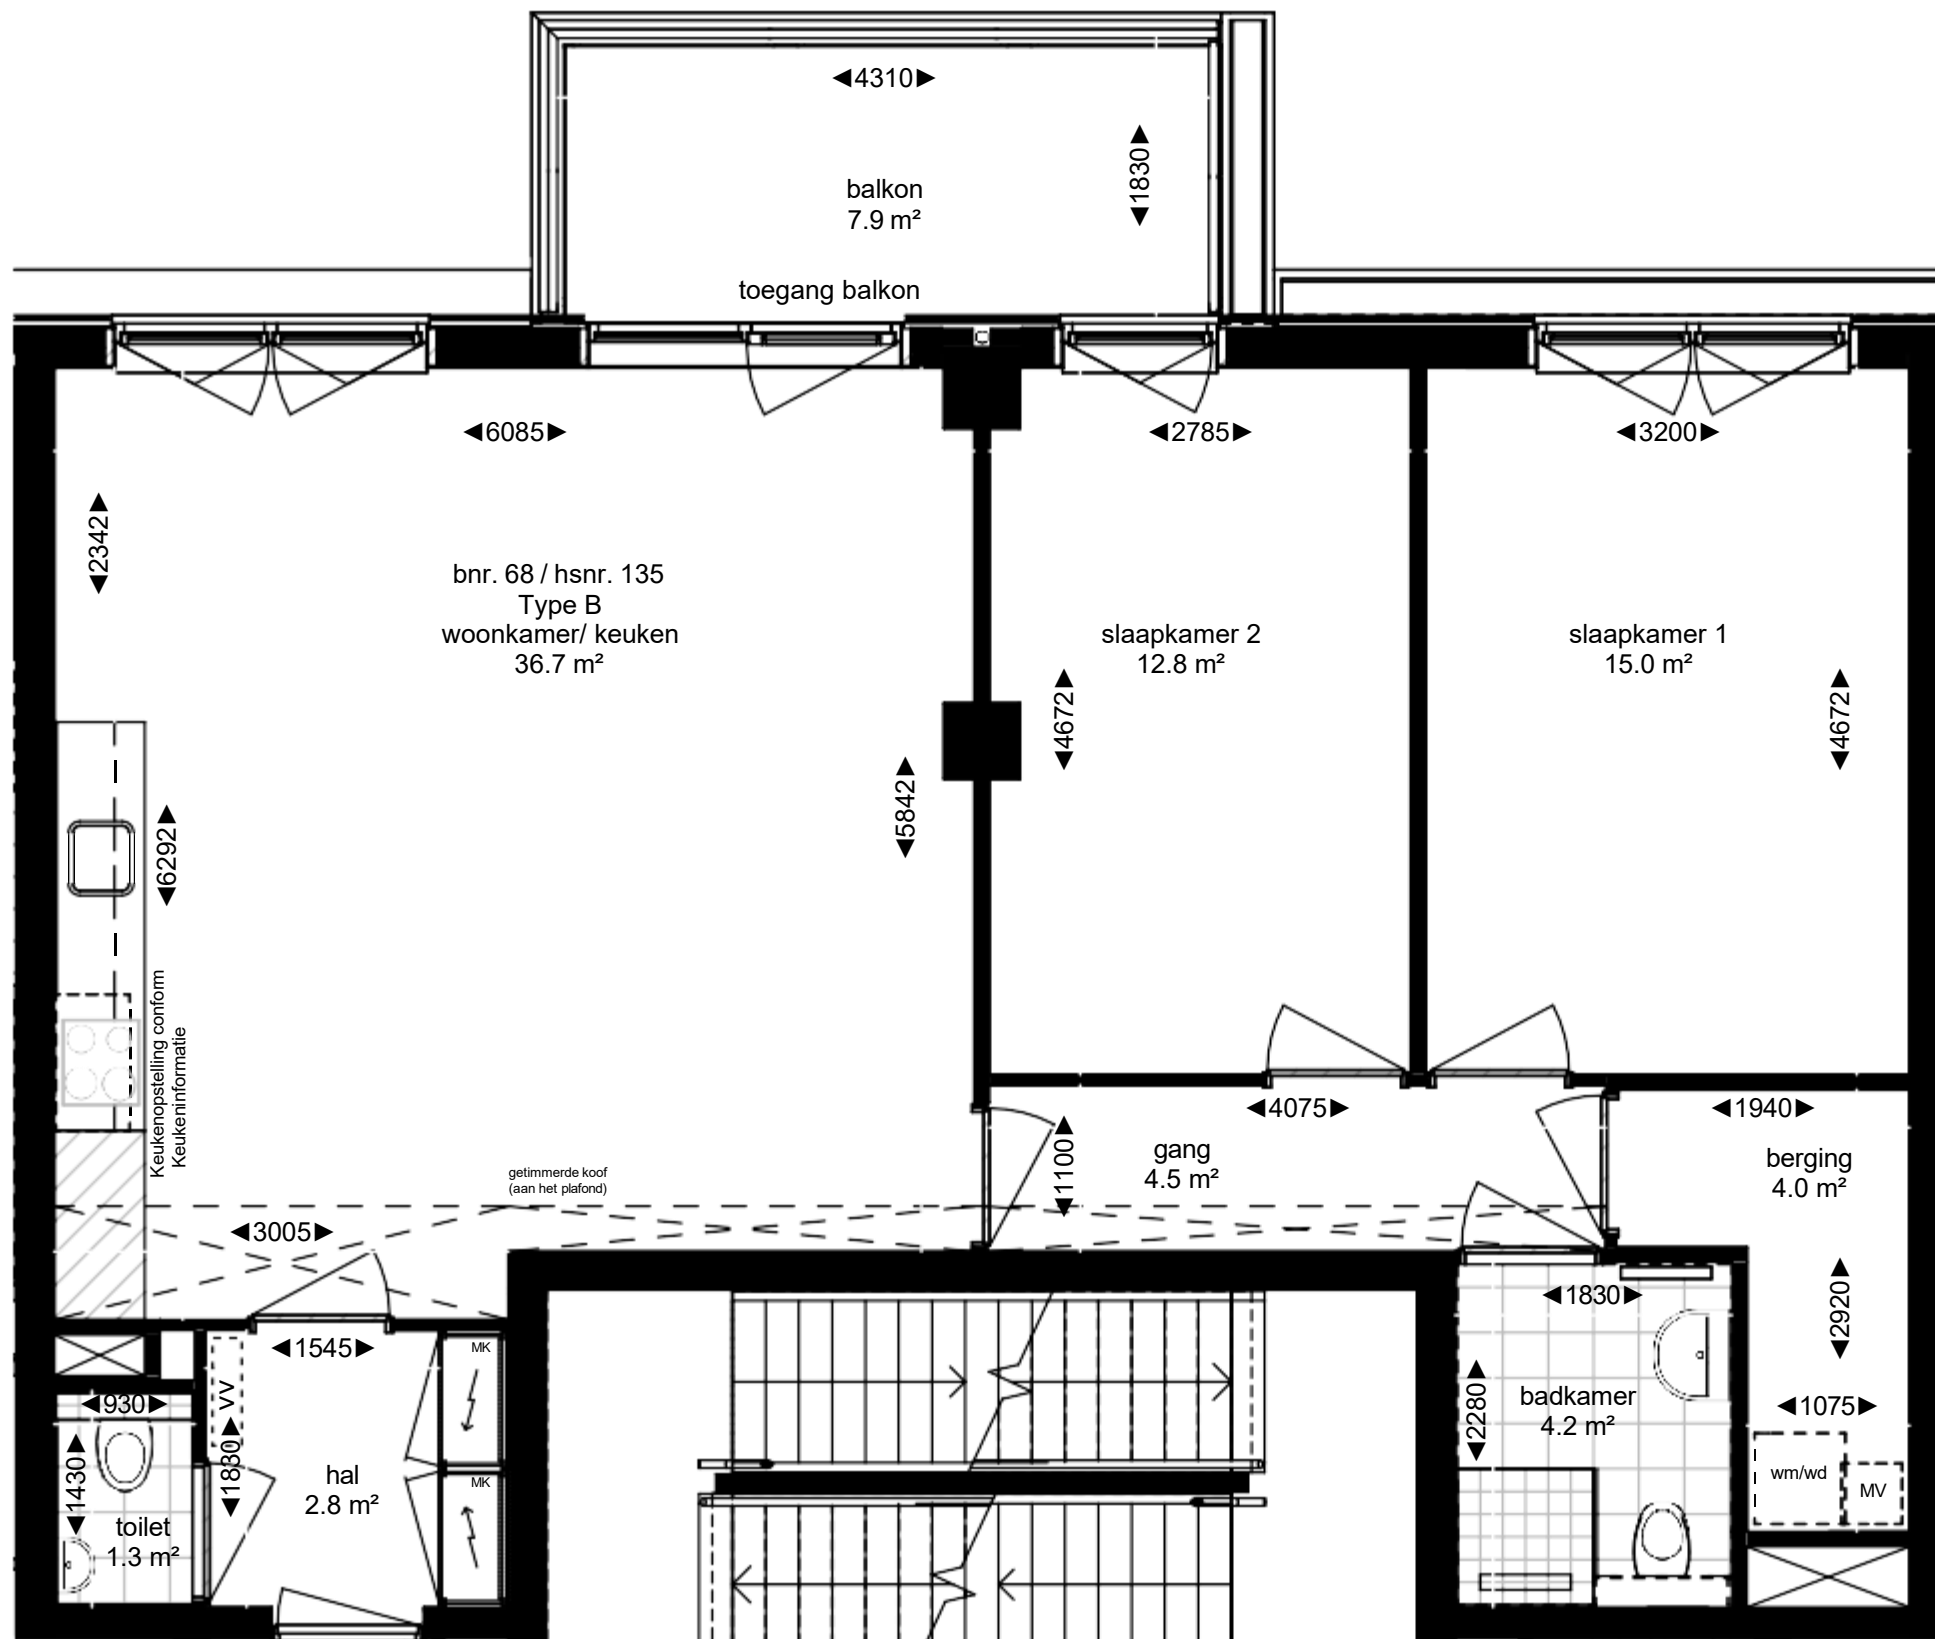 ◄4310►
◄1830►
balkon
7.9 m²
toegang balkon
◄6085►
◄2785►
◄3200►
◄2342►
bnr. 68 / hsnr. 135
Type B
woonkamer/ keuken
36.7 m²
slaapkamer 2
12.8 m²
slaapkamer 1
15.0 m²
◄4672►
◄4672►
◄5842►
◄6292►
Keukenopstelling conform
Keukeninformatie
getimmerde koof
(aan het plafond)
◄4075►
◄1940►
◄1100►
gang
4.5 m²
berging
4.0 m²
◄3005►
◄1830►
◄2920►
◄1545►
MK
VV
◄930►
◄2280►
badkamer
4.2 m²
◄1075►
◄1430►
◄1830►
hal
2.8 m²
MK
wm/wd
MV
toilet
1.3 m²